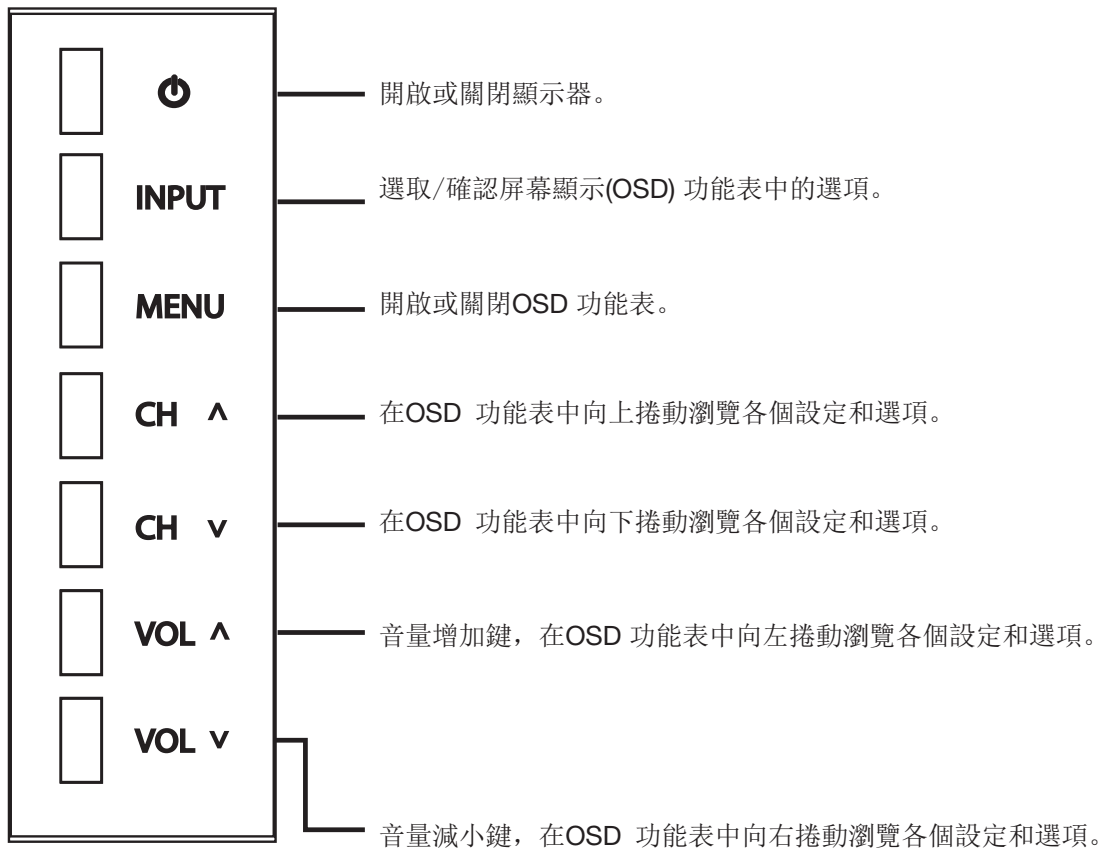 開啟或關閉顯示器。
INPUT 選取/確認屏幕顯示(OSD) 功能表中的選項。
MENU 開啟或關閉OSD 功能表。
CH ∧ 在OSD 功能表中向上捲動瀏覽各個設定和選項。
CH ∨ 在OSD 功能表中向下捲動瀏覽各個設定和選項。
VOL ∧ 音量增加鍵，在OSD 功能表中向左捲動瀏覽各個設定和選項。
VOL ∨
音量減小鍵，在OSD 功能表中向右捲動瀏覽各個設定和選項。